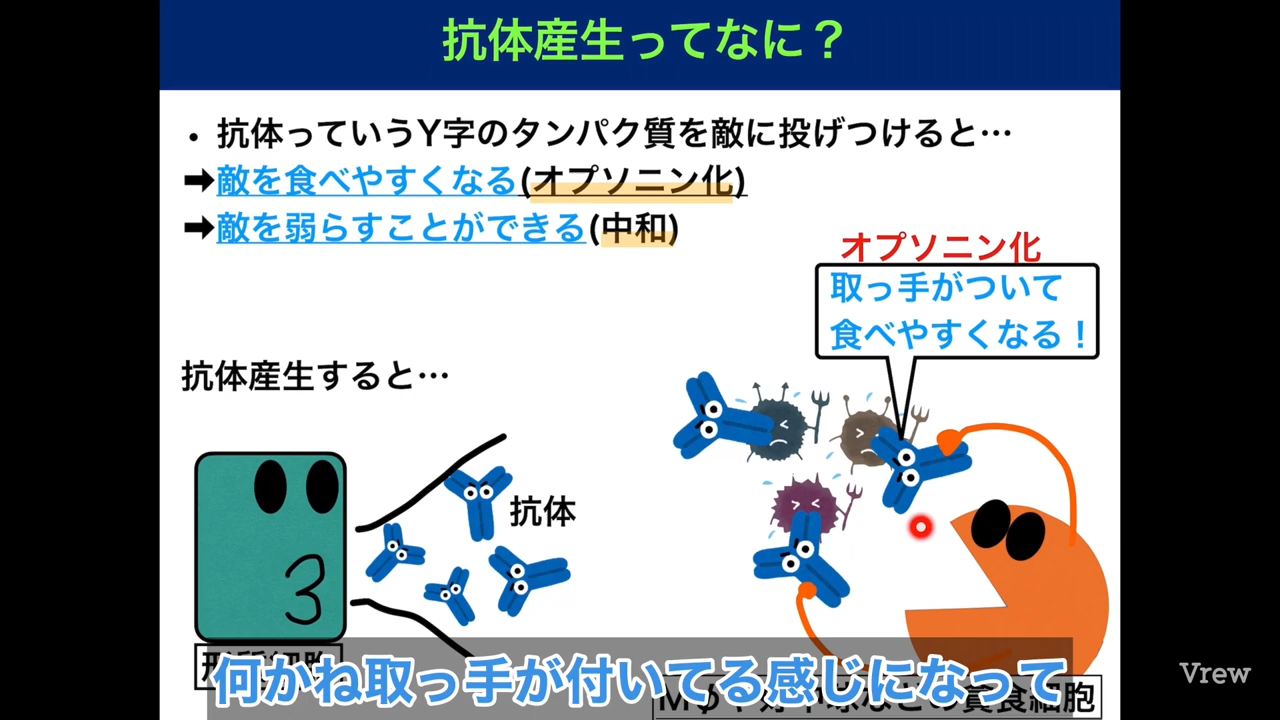 抗体産生ってなに？
• 抗体っていうY字のタンパク質を敵に投げつけると…
➡敵を食べやすくなる(オプソニン化)
➡敵を弱らすことができる(中和)
オプソニン化
取っ手がついて
食べやすくなる！
抗体産生すると…
抗体
何かね取っ手が付いてる感じになって
Vrew